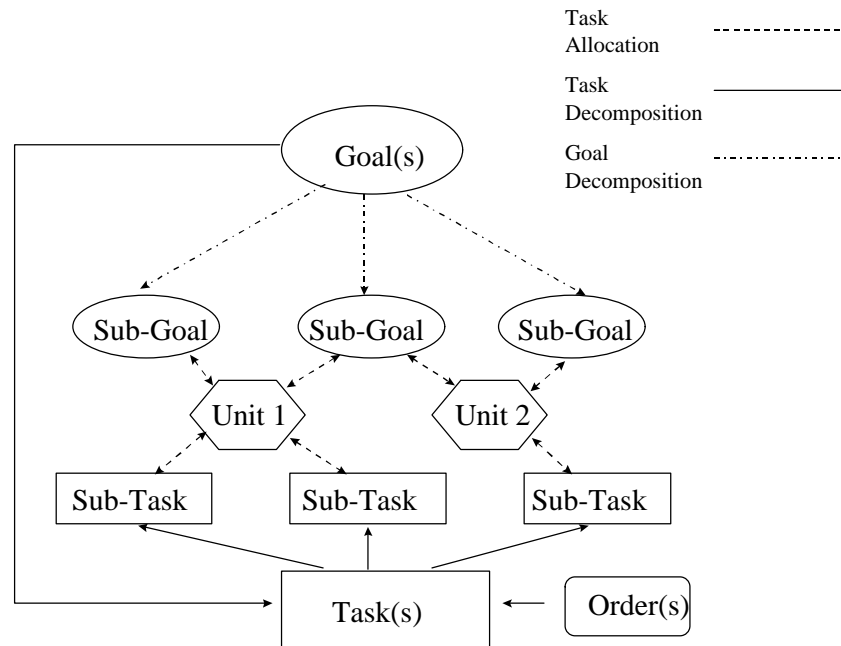 Task
Allocation
Task
Decomposition
Goal
Decomposition
Goal(s)
Sub-Goal
Sub-Goal
Sub-Goal
Unit 1
Unit 2
Sub-Task
Sub-Task
Sub-Task
Task(s)
Order(s)